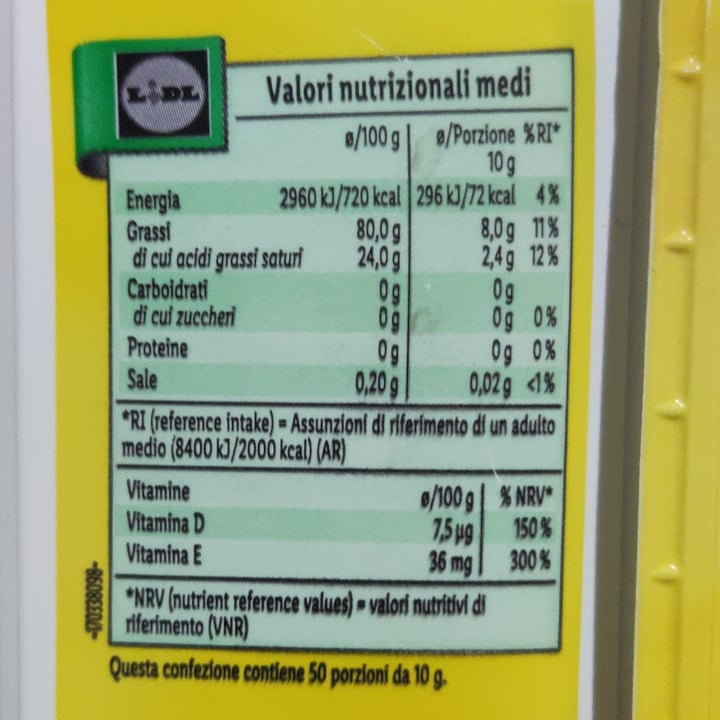 LIDL
Valori nutrizionali medi
ø/100 g ø/Porzione %RI*
10 g
Energia 2960 kJ/720 kcal 296 kJ/72 kcal 4%
Grassi 80,0 g 8,0 g 11%
di cui acidi grassi saturi 24,0 g 2,4 g 12%
Carboidrati 0 g 0 g
di cui zuccheri 0 g 0 g 0%
Proteine 0 g 0 g 0%
Sale 0,20 g 0,02 g <1%
*RI (reference intake) = Assunzioni di riferimento di un adulto
medio (8400 kJ/2000 kcal) (AR)
Vitamine ø/100 g % NRV*
Vitamina D 7,5 µg 150%
Vitamina E 36 mg 300%
*NRV (nutrient reference values) = valori nutritivi di
riferimento (VNR)
Questa confezione contiene 50 porzioni da 10 g.